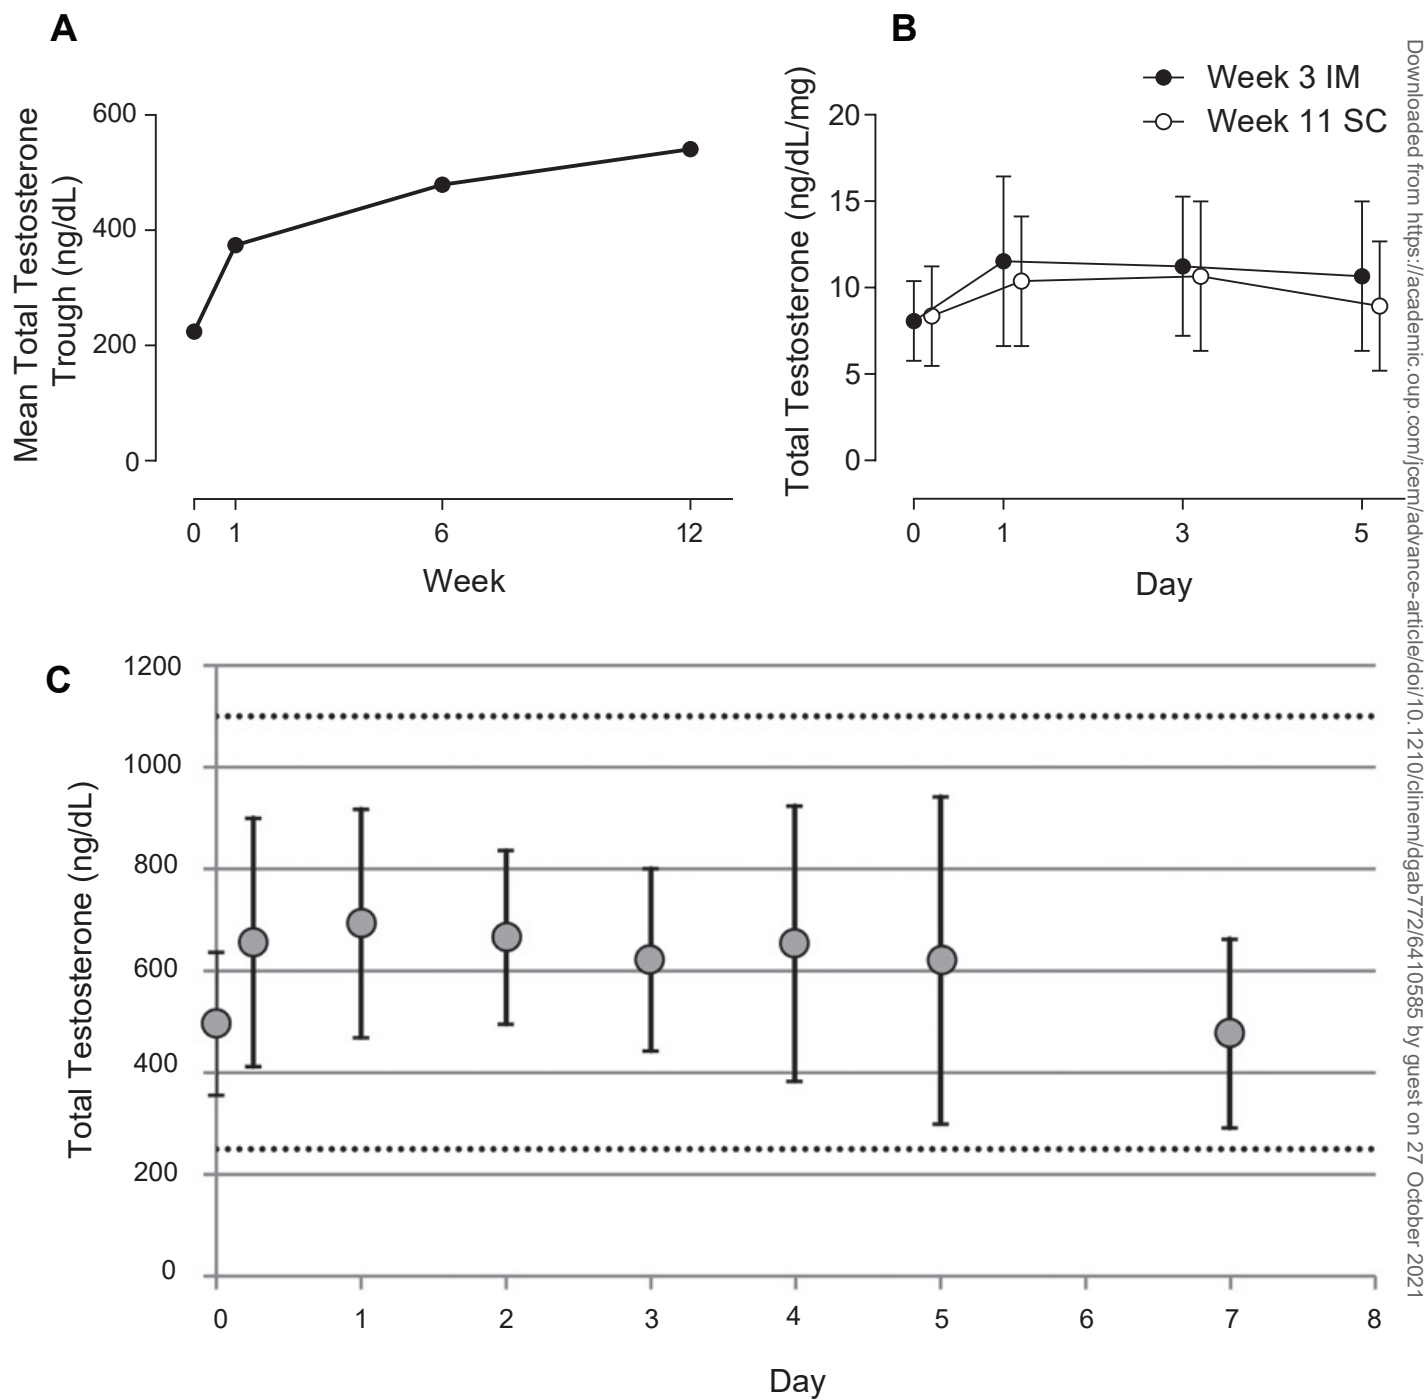 A
Mean Total Testosterone
Trough (ng/dL)
600
400
200
0
0 1 6 12
Week
B
Week 3 IM
Week 11 SC
Total Testosterone (ng/dL/mg)
20
15
10
5
0
0 1 3 5
Day
C
Total Testosterone (ng/dL)
1200
1000
800
600
400
200
0
0 1 2 3 4 5 6 7 8
Day
Downloaded from https://academic.oup.com/jcem/advance-article/doi/10.1210/clinem/dgab772/6410585 by guest on 27 October 2021